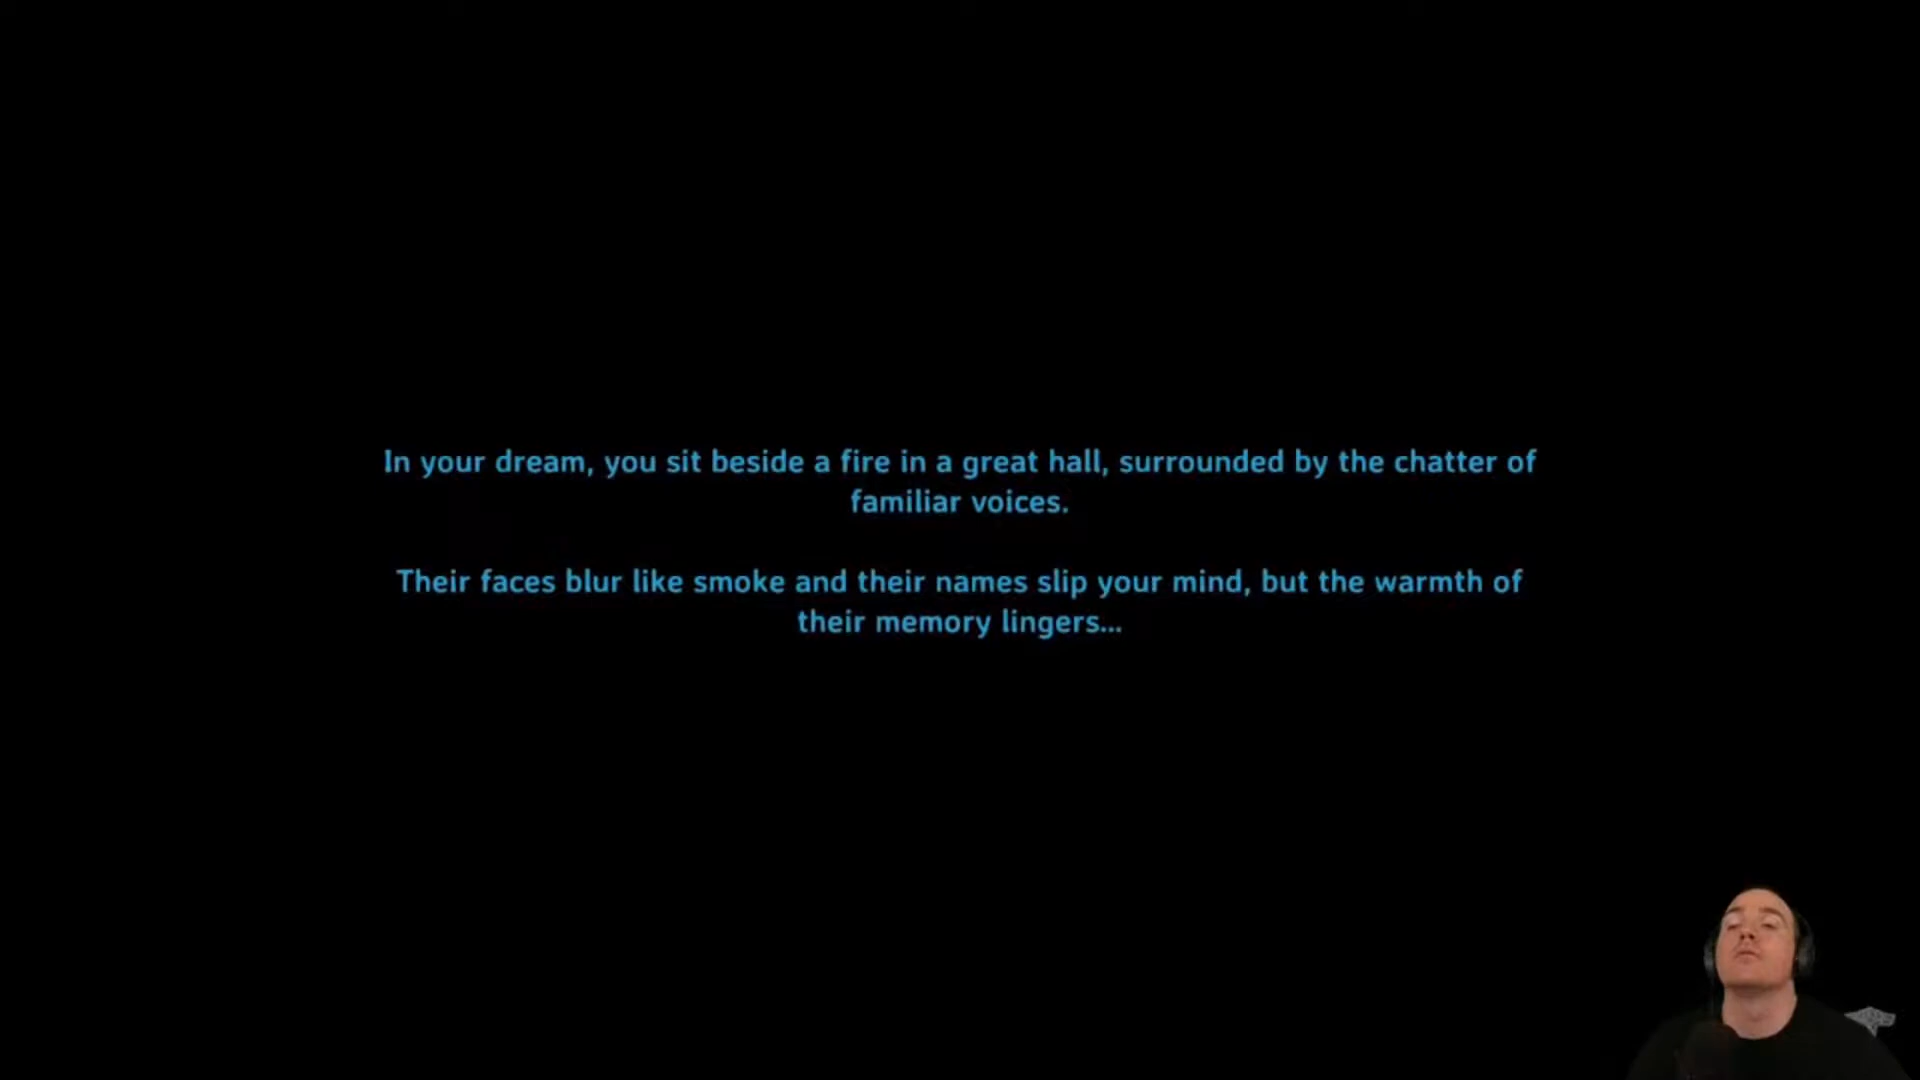 In your dream, you sit beside a fire in a great hall, surrounded by the chatter of
familiar voices.
Their faces blur like smoke and their names slip your mind, but the warmth of
their memory lingers...